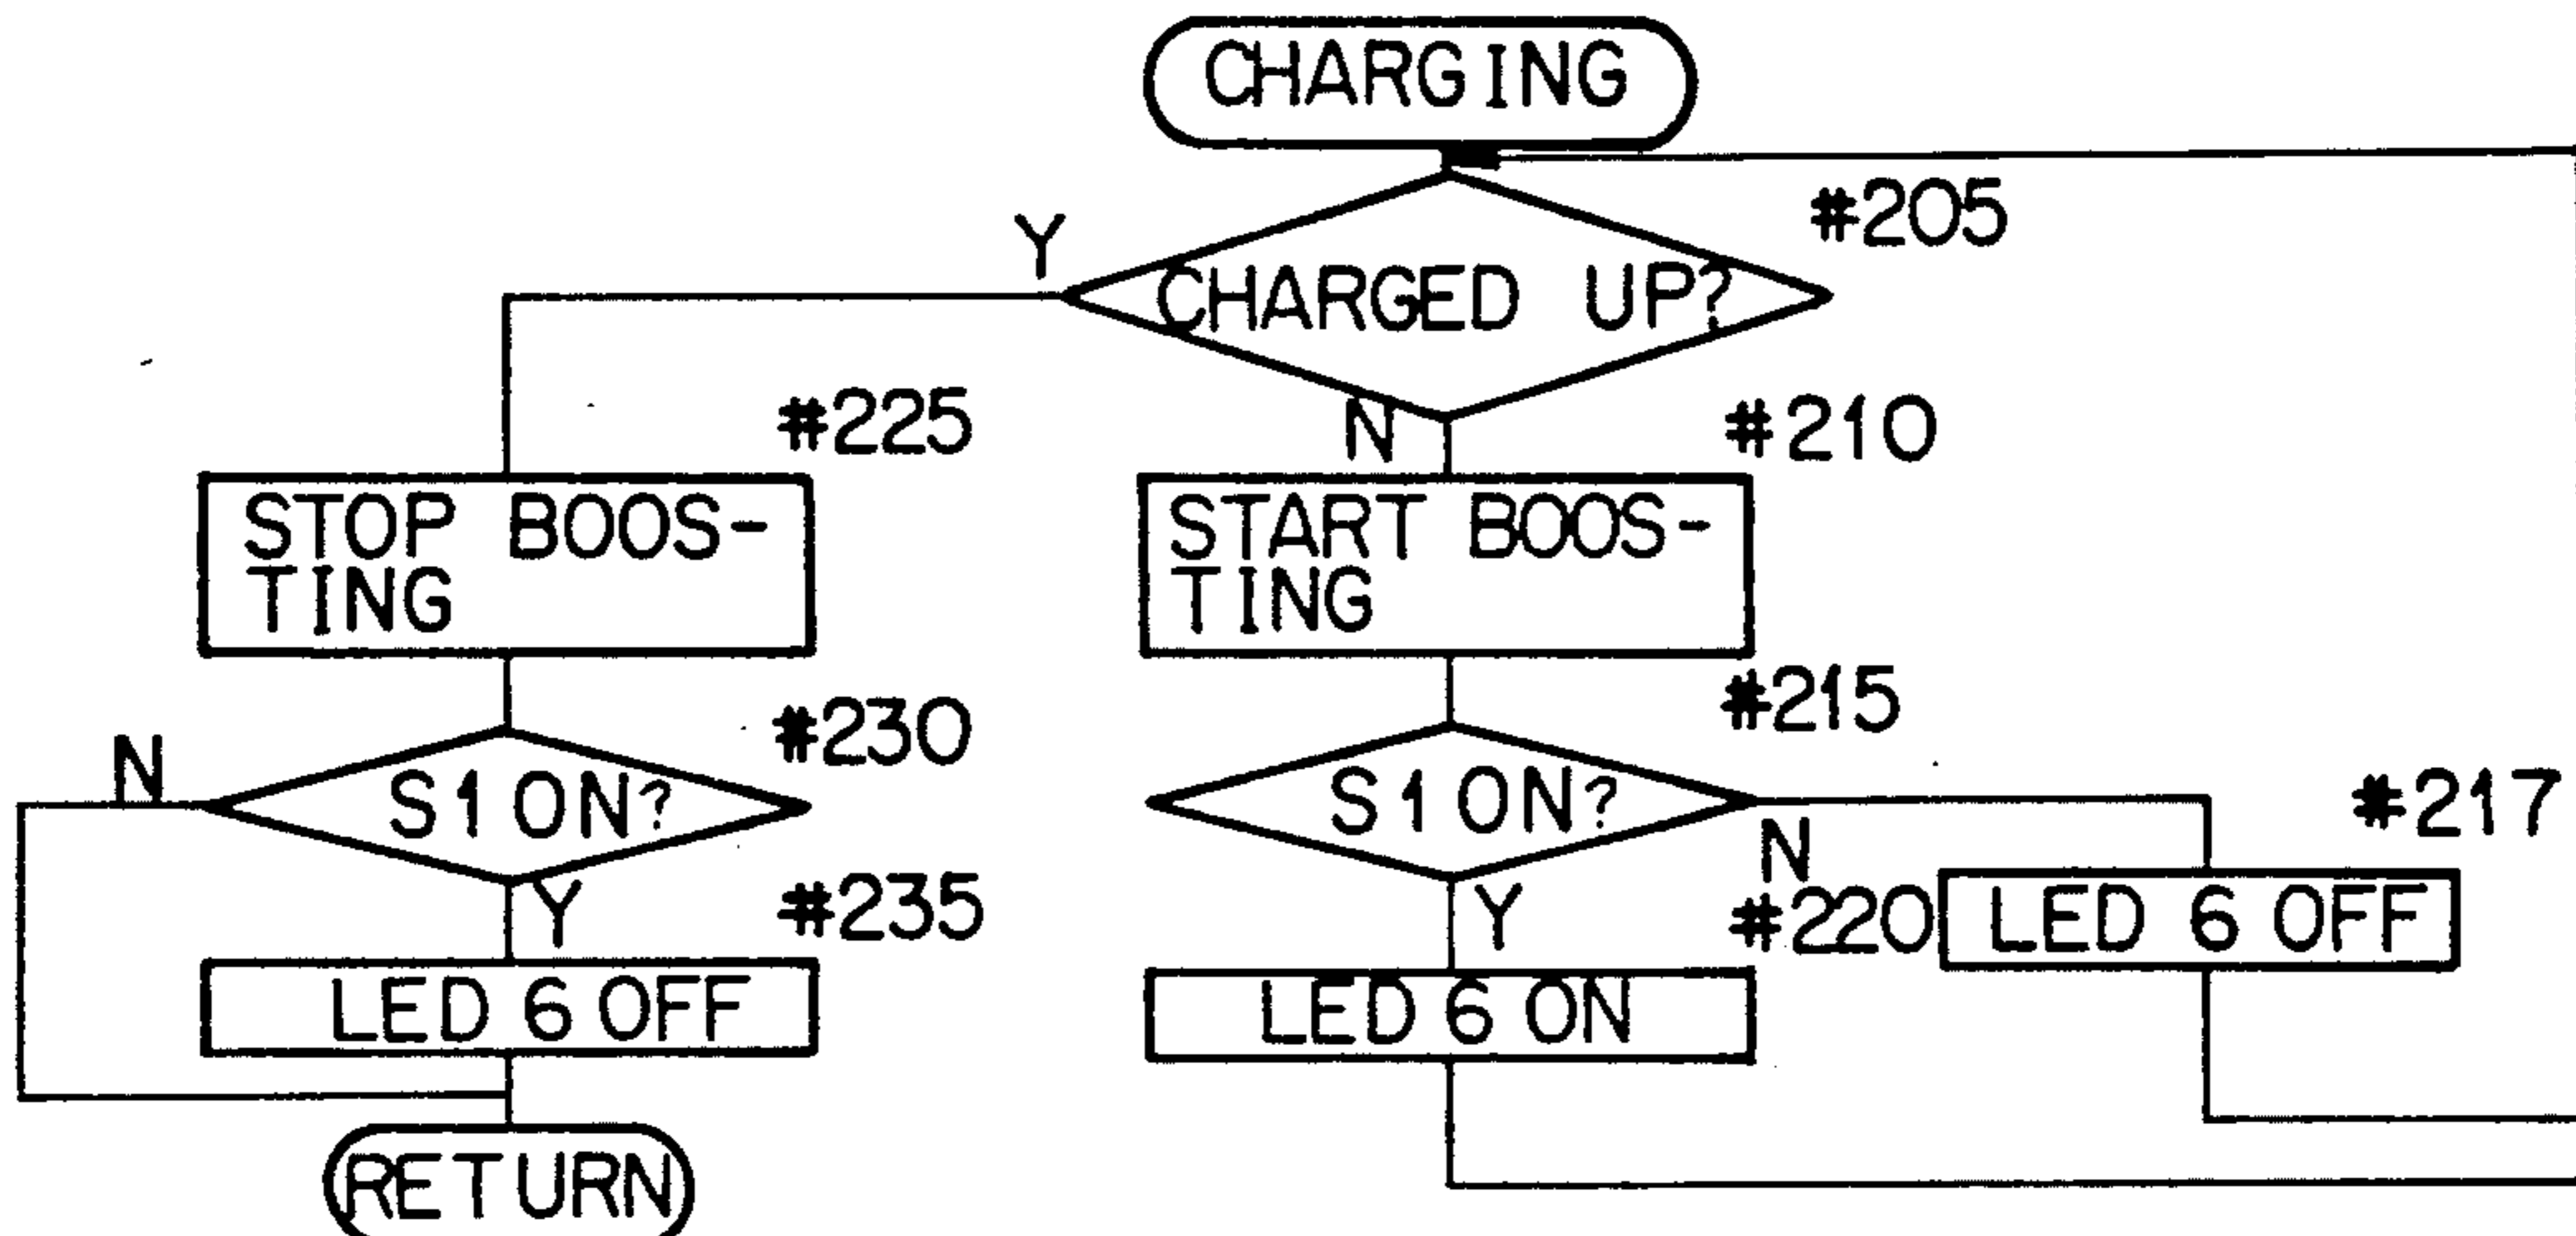 CHARGING
#205
Y
CHARGED UP?
#225
N
#210
STOP BOOS-
TING
START BOOS-
TING
#230
#215
N
S1 ON?
S1 ON?
#217
N
Y
#235
Y
#220
LED 6 OFF
LED 6 OFF
LED 6 ON
RETURN